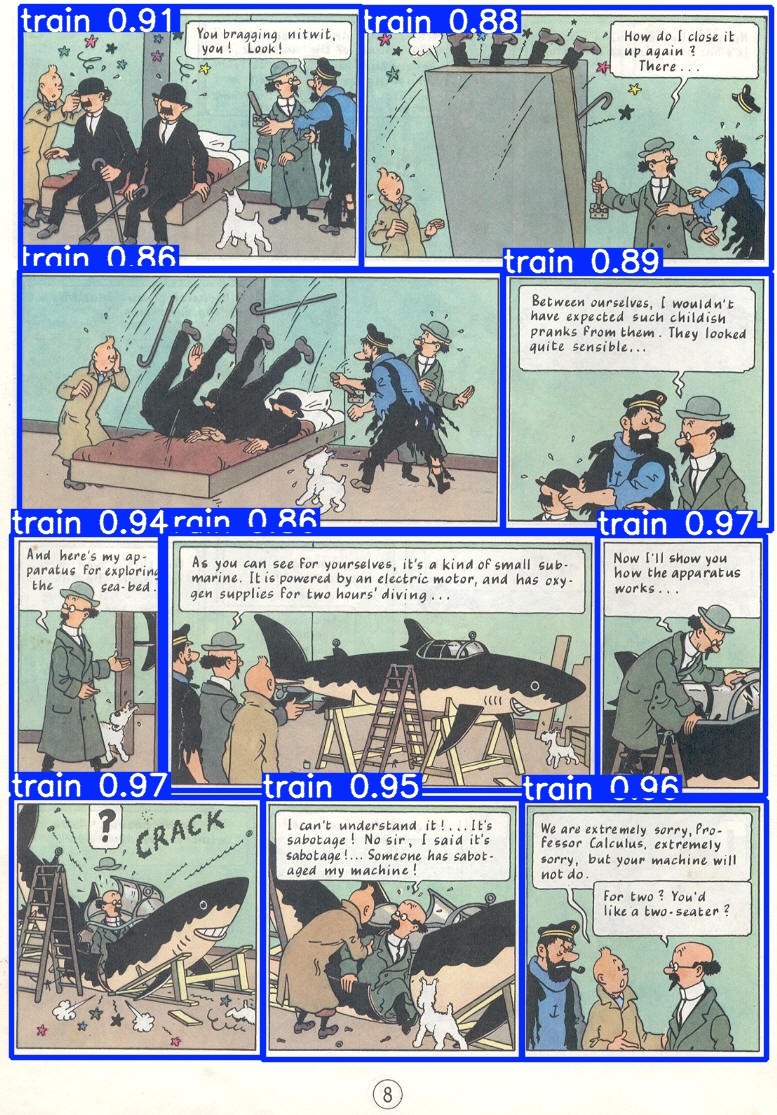 train 0.91
You bragging nitwit,
you! Look!
train 0.88
How do I close it
up again?
There...
train 0.86
train 0.89
Between ourselves, I wouldn't
have expected such childish
pranks from them. They looked
quite sensible...
train 0.94
And here's my ap-
paratus for exploring
the sea-bed.
rain 0.86
As you can see for yourselves, it's a kind of small sub-
marine. It is powered by an electric motor, and has oxy-
gen supplies for two hours' diving...
train 0.97
Now I'll show you
how the apparatus
works...
train 0.97
?
CRACK
train 0.95
I can't understand it!...It's
sabotage! No sir, I said it's
sabotage!... Someone has sabot-
aged my machine!
train 0.96
We are extremely sorry, Pro-
fessor Calculus, extremely
sorry, but your machine will
not do.
For two? You'd
like a two-seater?
8